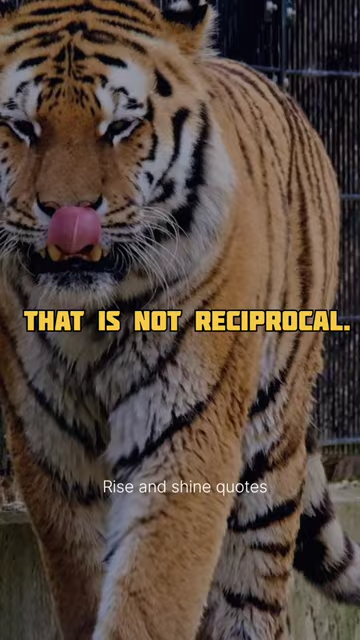 THAT IS NOT RECIPROCAL.
Rise and shine quotes